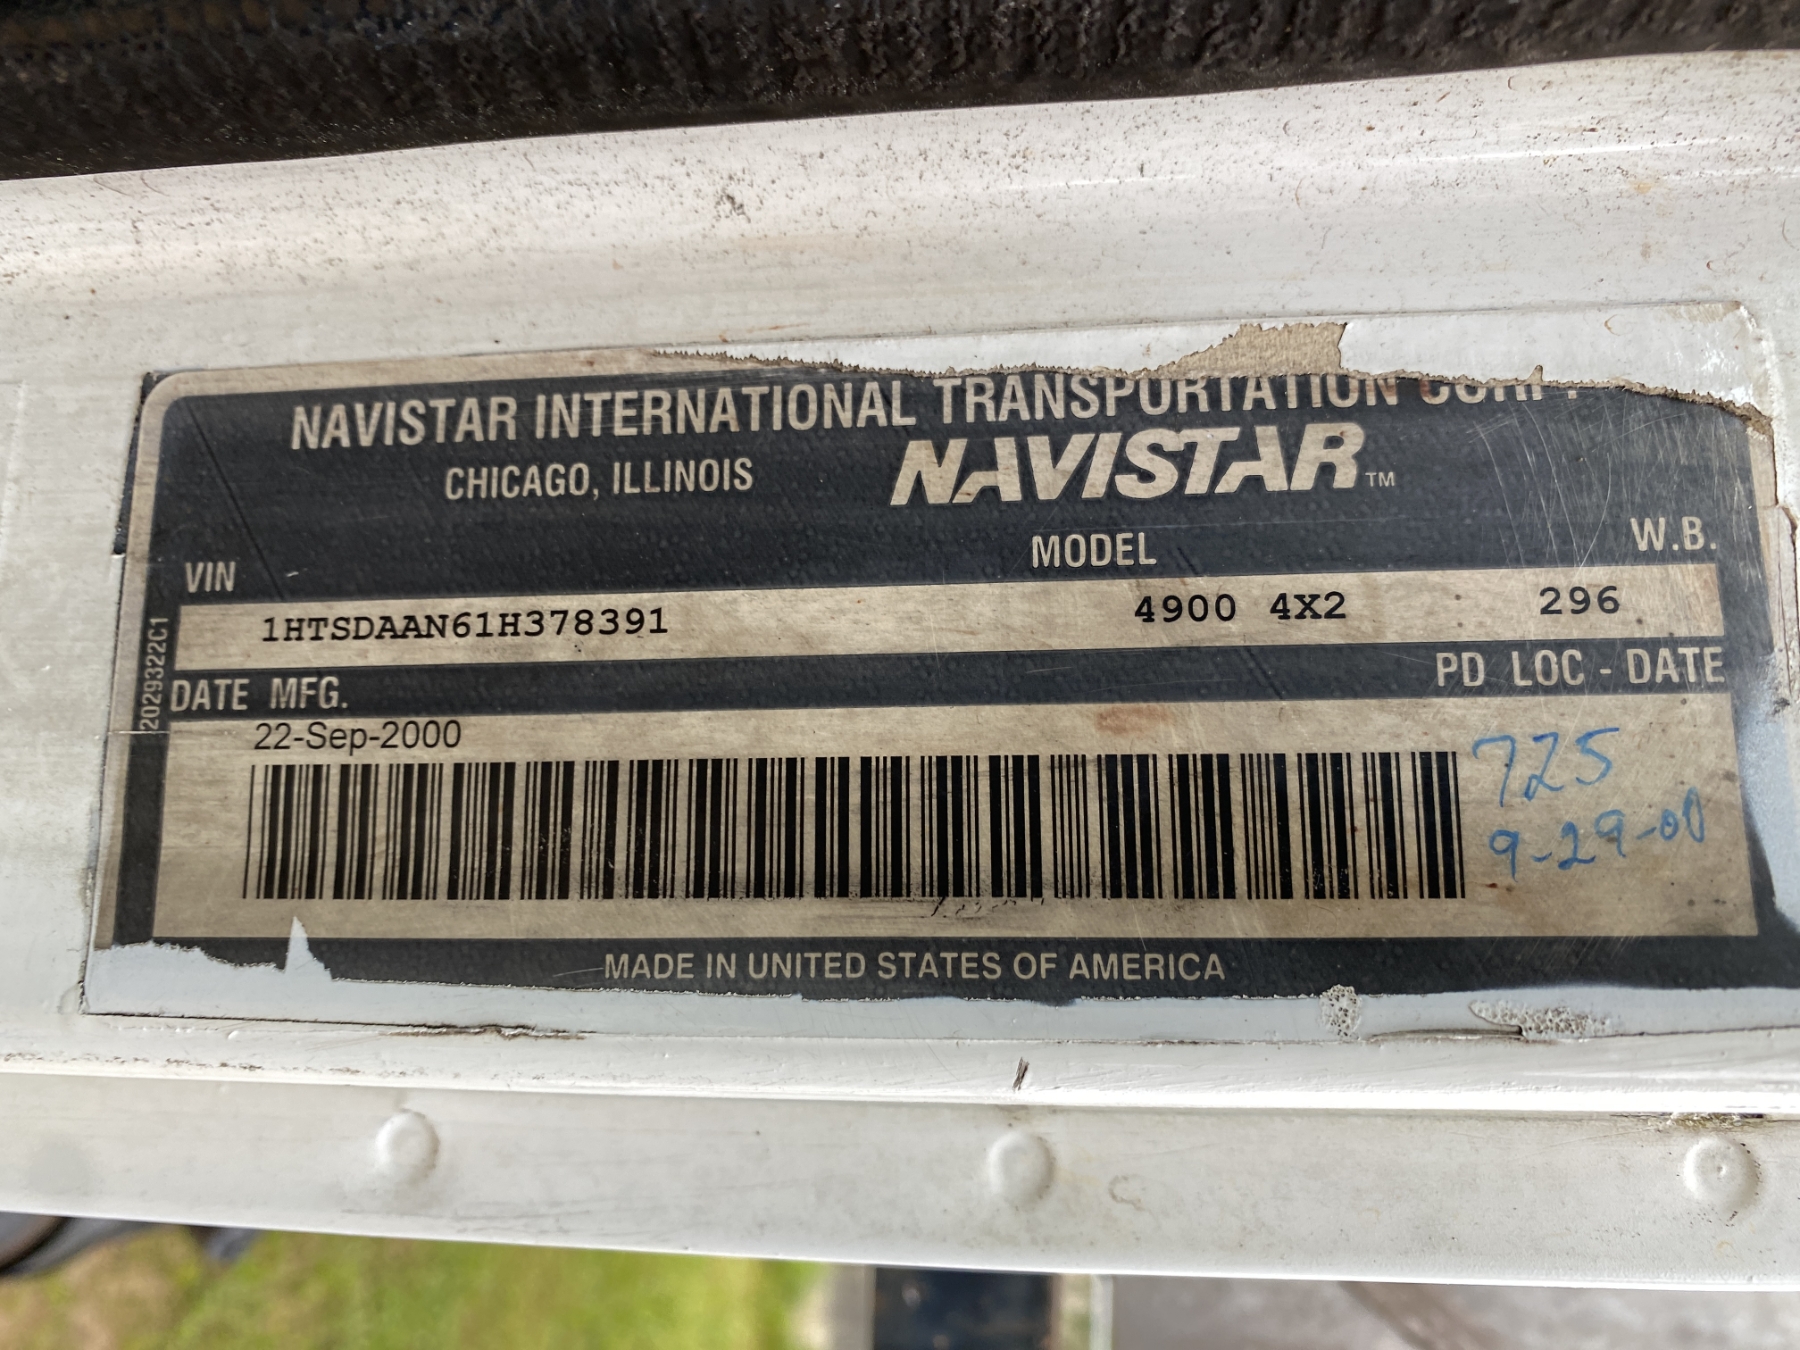 NAVISTAR INTERNATIONAL TRANSPORTATION CORP.
CHICAGO, ILLINOIS
NAVISTAR™
VIN MODEL W.B.
1HTSDAAN61H378391 4900 4X2 296
DATE MFG. PD LOC - DATE
22-Sep-2000
725
9-29-00
MADE IN UNITED STATES OF AMERICA
2029322C1